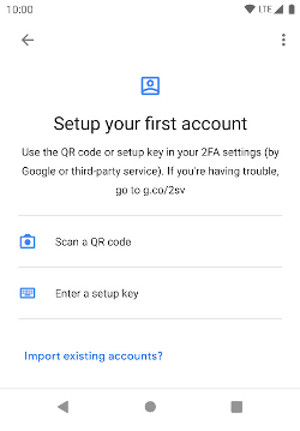 10:00 LTE
Setup your first account
Use the QR code or setup key in your 2FA settings (by
Google or third-party service). If you're having trouble,
go to g.co/2sv
Scan a QR code
Enter a setup key
Import existing accounts?